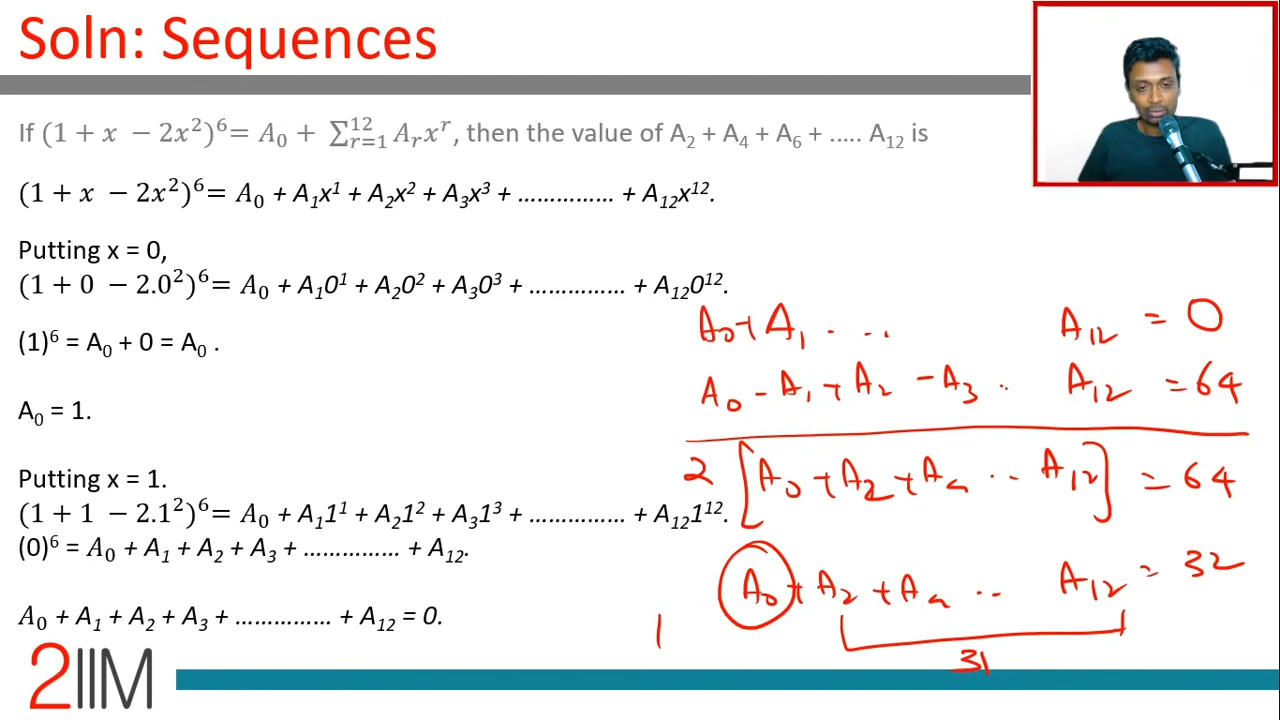 Soln: Sequences
If (1 + x − 2x²)⁶= A₀ + ∑¹²ᵣ₌₁ Aᵣxʳ, then the value of A₂ + A₄ + A₆ + ..... A₁₂ is
(1 + x − 2x²)⁶= A₀ + A₁x¹ + A₂x² + A₃x³ + …………… + A₁₂x¹².
Putting x = 0,
(1 + 0 − 2.0²)⁶= A₀ + A₁0¹ + A₂0² + A₃0³ + …………… + A₁₂0¹².
(1)⁶ = A₀ + 0 = A₀ .
A₀ = 1.
Putting x = 1.
(1 + 1 − 2.1²)⁶= A₀ + A₁1¹ + A₂1² + A₃1³ + …………… + A₁₂1¹².
(0)⁶ = A₀ + A₁ + A₂ + A₃ + …………… + A₁₂.
A₀ + A₁ + A₂ + A₃ + …………… + A₁₂ = 0.
A₀ + A₁ . . . . A₁₂ = 0
A₀ − A₁ + A₂ − A₃ . . A₁₂ = 64
2 [A₀ + A₂ + A₄ . . . A₁₂] = 64
A₀ + A₂ + A₄ . . A₁₂ = 32
1
31
2IIM